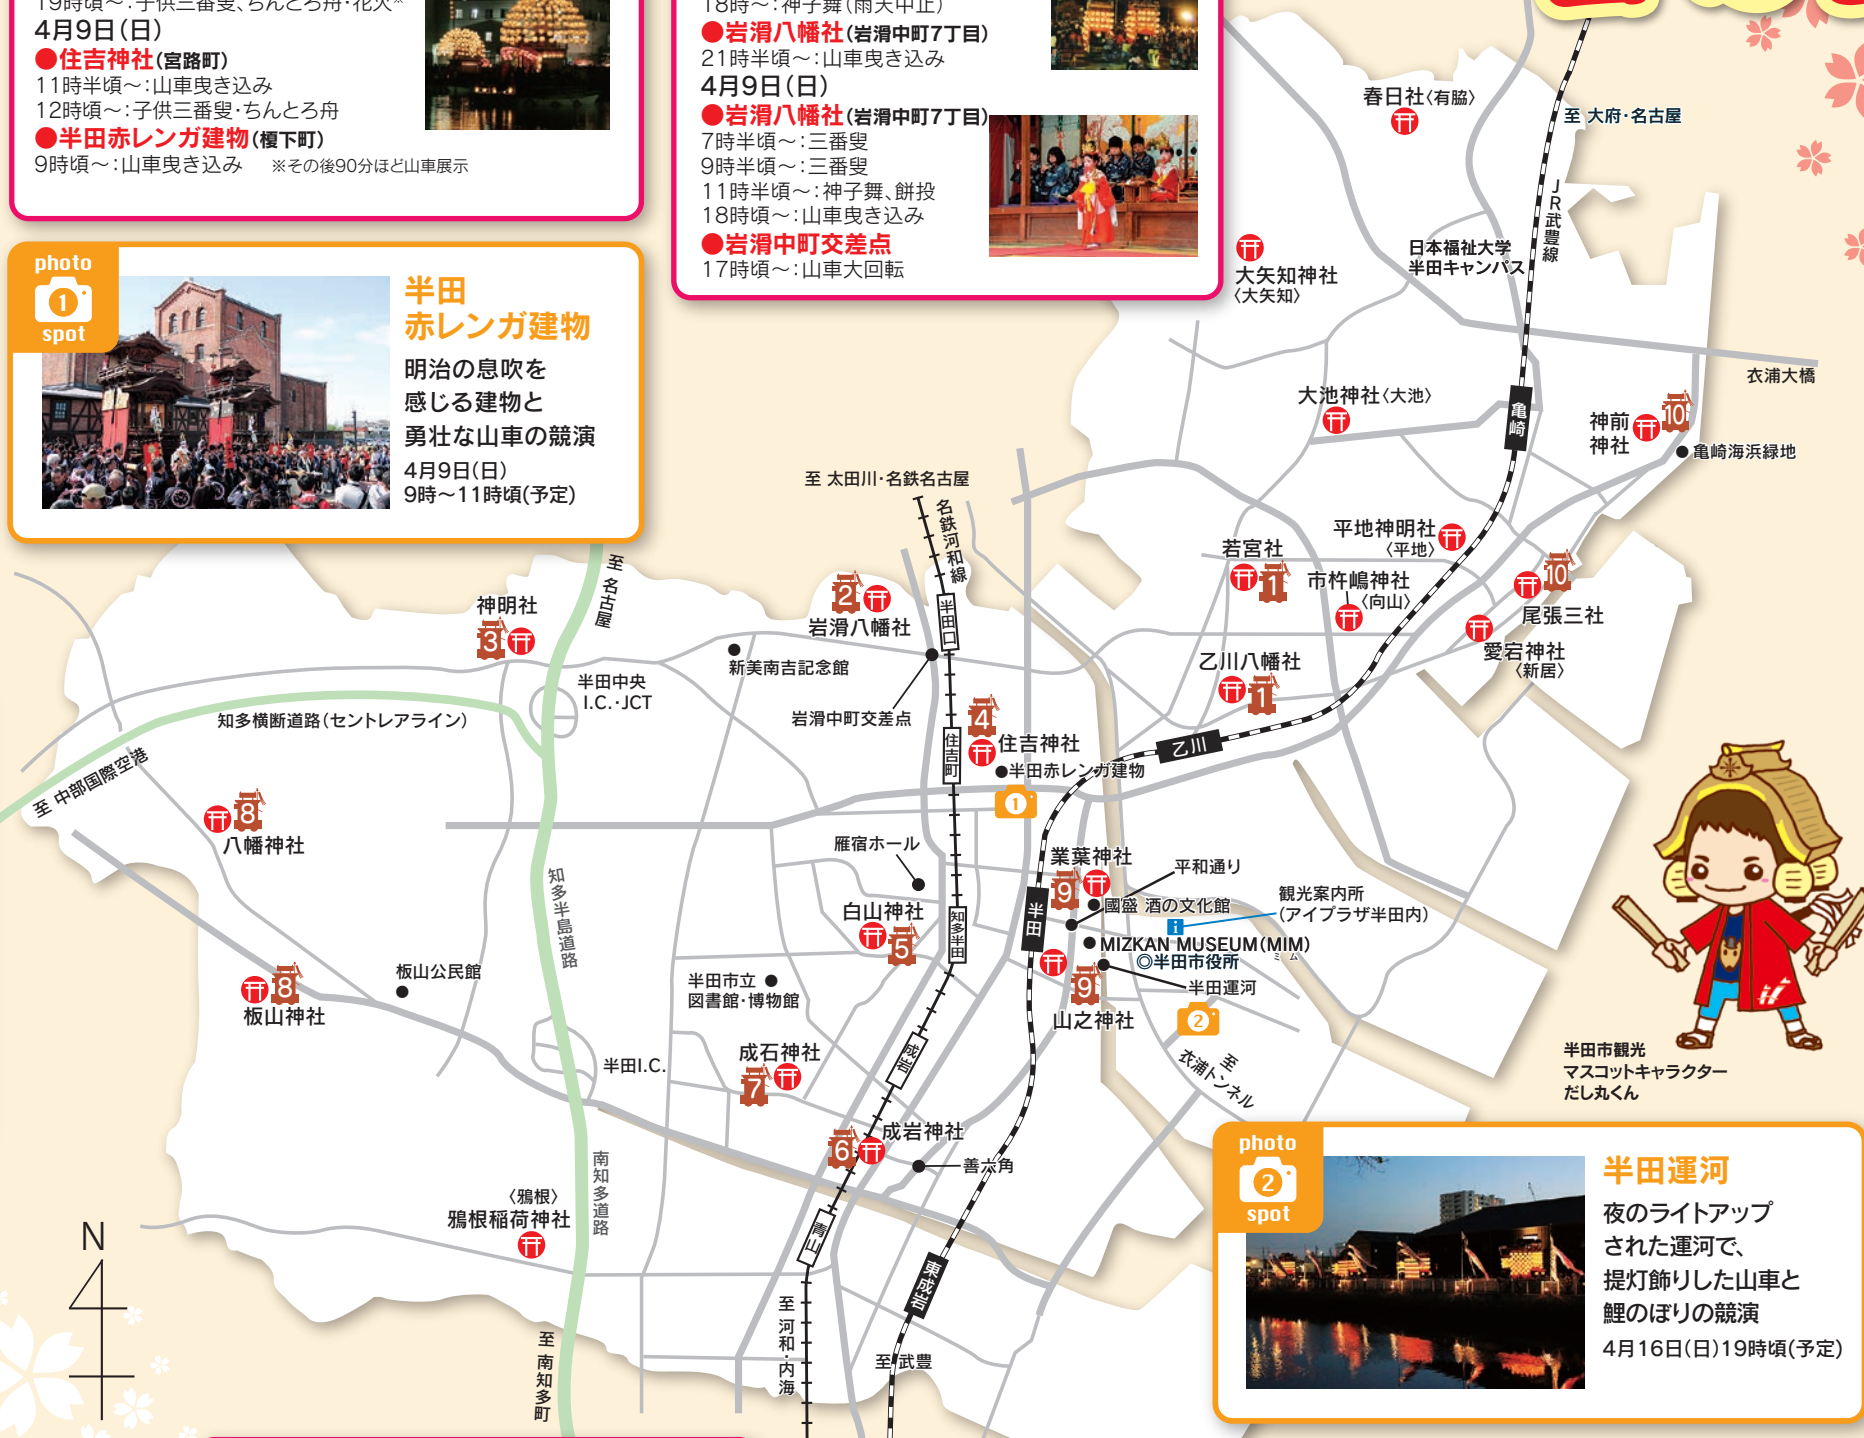 19時頃～:子供三番叟、ちんとろ舟・花火※
4月9日(日)
●住吉神社(宮路町)
11時半頃～:山車曳き込み
12時頃～:子供三番叟・ちんとろ舟
●半田赤レンガ建物(榎下町)
9時頃～:山車曳き込み ※その後90分ほど山車展示
18時～:神子舞(雨天中止)
●岩滑八幡社(岩滑中町7丁目)
21時半頃～:山車曳き込み
4月9日(日)
●岩滑八幡社(岩滑中町7丁目)
7時半頃～:三番叟
9時半頃～:三番叟
11時半頃～:神子舞、餅投
18時頃～:山車曳き込み
●岩滑中町交差点
17時頃～:山車大回転
photo
1
spot
半田
赤レンガ建物
明治の息吹を
感じる建物と
勇壮な山車の競演
4月9日(日)
9時～11時頃(予定)
春日社〈有脇〉
至 大府・名古屋
JR武豊線
日本福祉大学
半田キャンパス
大矢知神社
〈大矢知〉
衣浦大橋
大池神社〈大池〉
亀崎
神前
神社
10
亀崎海浜緑地
至 太田川・名鉄名古屋
名鉄河和線
平地神明社
〈平地〉
若宮社
1
市杵嶋神社
〈向山〉
10
尾張三社
愛宕神社
〈新居〉
乙川八幡社
1
乙川
至 名古屋
神明社
3
2
岩滑八幡社
半田口
新美南吉記念館
半田中央
I.C.・JCT
岩滑中町交差点
知多横断道路(セントレアライン)
至 中部国際空港
4
住吉神社
住吉町
半田赤レンガ建物
1
8
八幡神社
雁宿ホール
知多半島道路
白山神社
5
知多半田
業葉神社
9
半田
平和通り
國盛 酒の文化館
観光案内所
(アイプラザ半田内)
i
MIZKAN MUSEUM(MIM)
ミム
◎半田市役所
半田運河
9
山之神社
2
至 衣浦トンネル
板山公民館
8
板山神社
半田市立
図書館・博物館
成石神社
7
半田I.C.
成岩
6
成岩神社
善六角
南知多道路
〈鴉根〉
鴉根稲荷神社
青山
東成岩
至 河和・内海
至 武豊
至 南知多町
N
半田市観光
マスコットキャラクター
だし丸くん
photo
2
spot
半田運河
夜のライトアップ
された運河で、
提灯飾りした山車と
鯉のぼりの競演
4月16日(日)19時頃(予定)